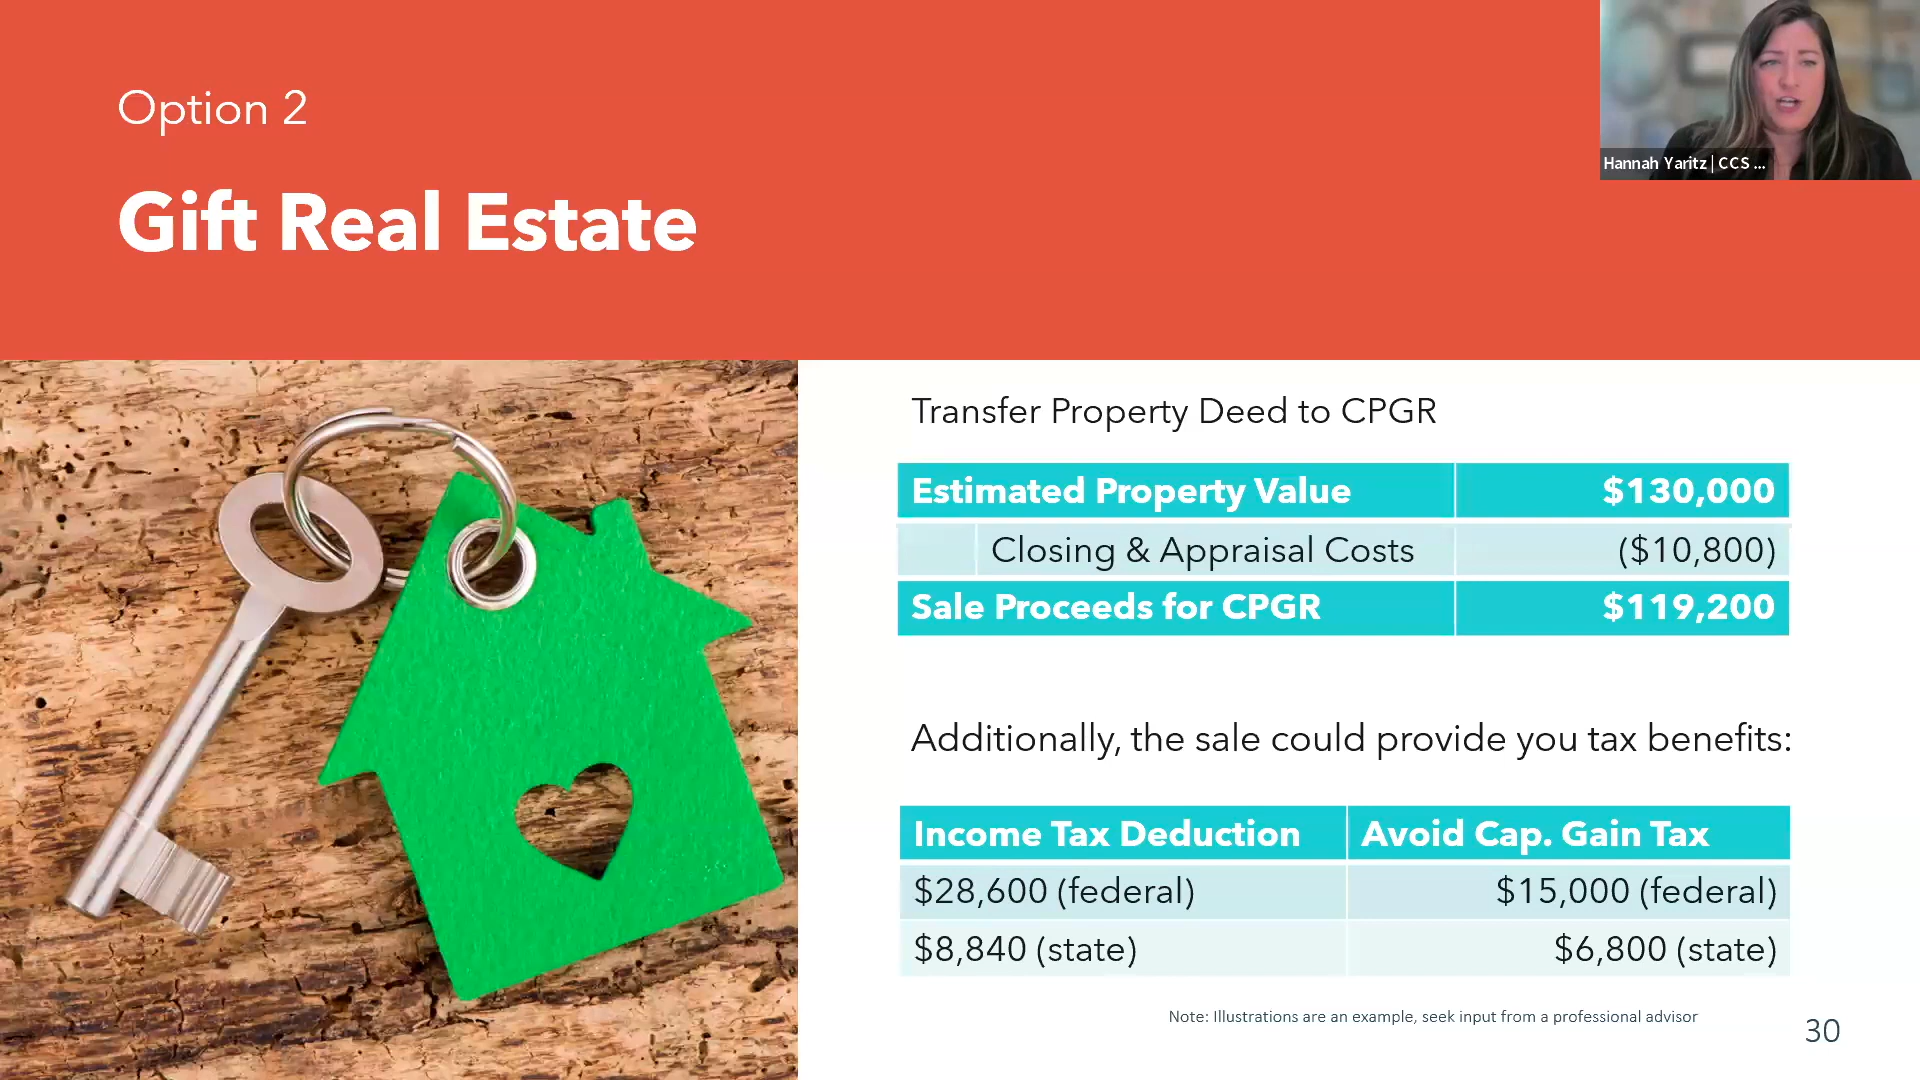 Option 2
Gift Real Estate
Hannah Yaritz | CCS ...
Transfer Property Deed to CPGR
Estimated Property Value $130,000
Closing & Appraisal Costs ($10,800)
Sale Proceeds for CPGR $119,200
Additionally, the sale could provide you tax benefits:
Income Tax Deduction Avoid Cap. Gain Tax
$28,600 (federal) $15,000 (federal)
$8,840 (state) $6,800 (state)
Note: Illustrations are an example, seek input from a professional advisor
30